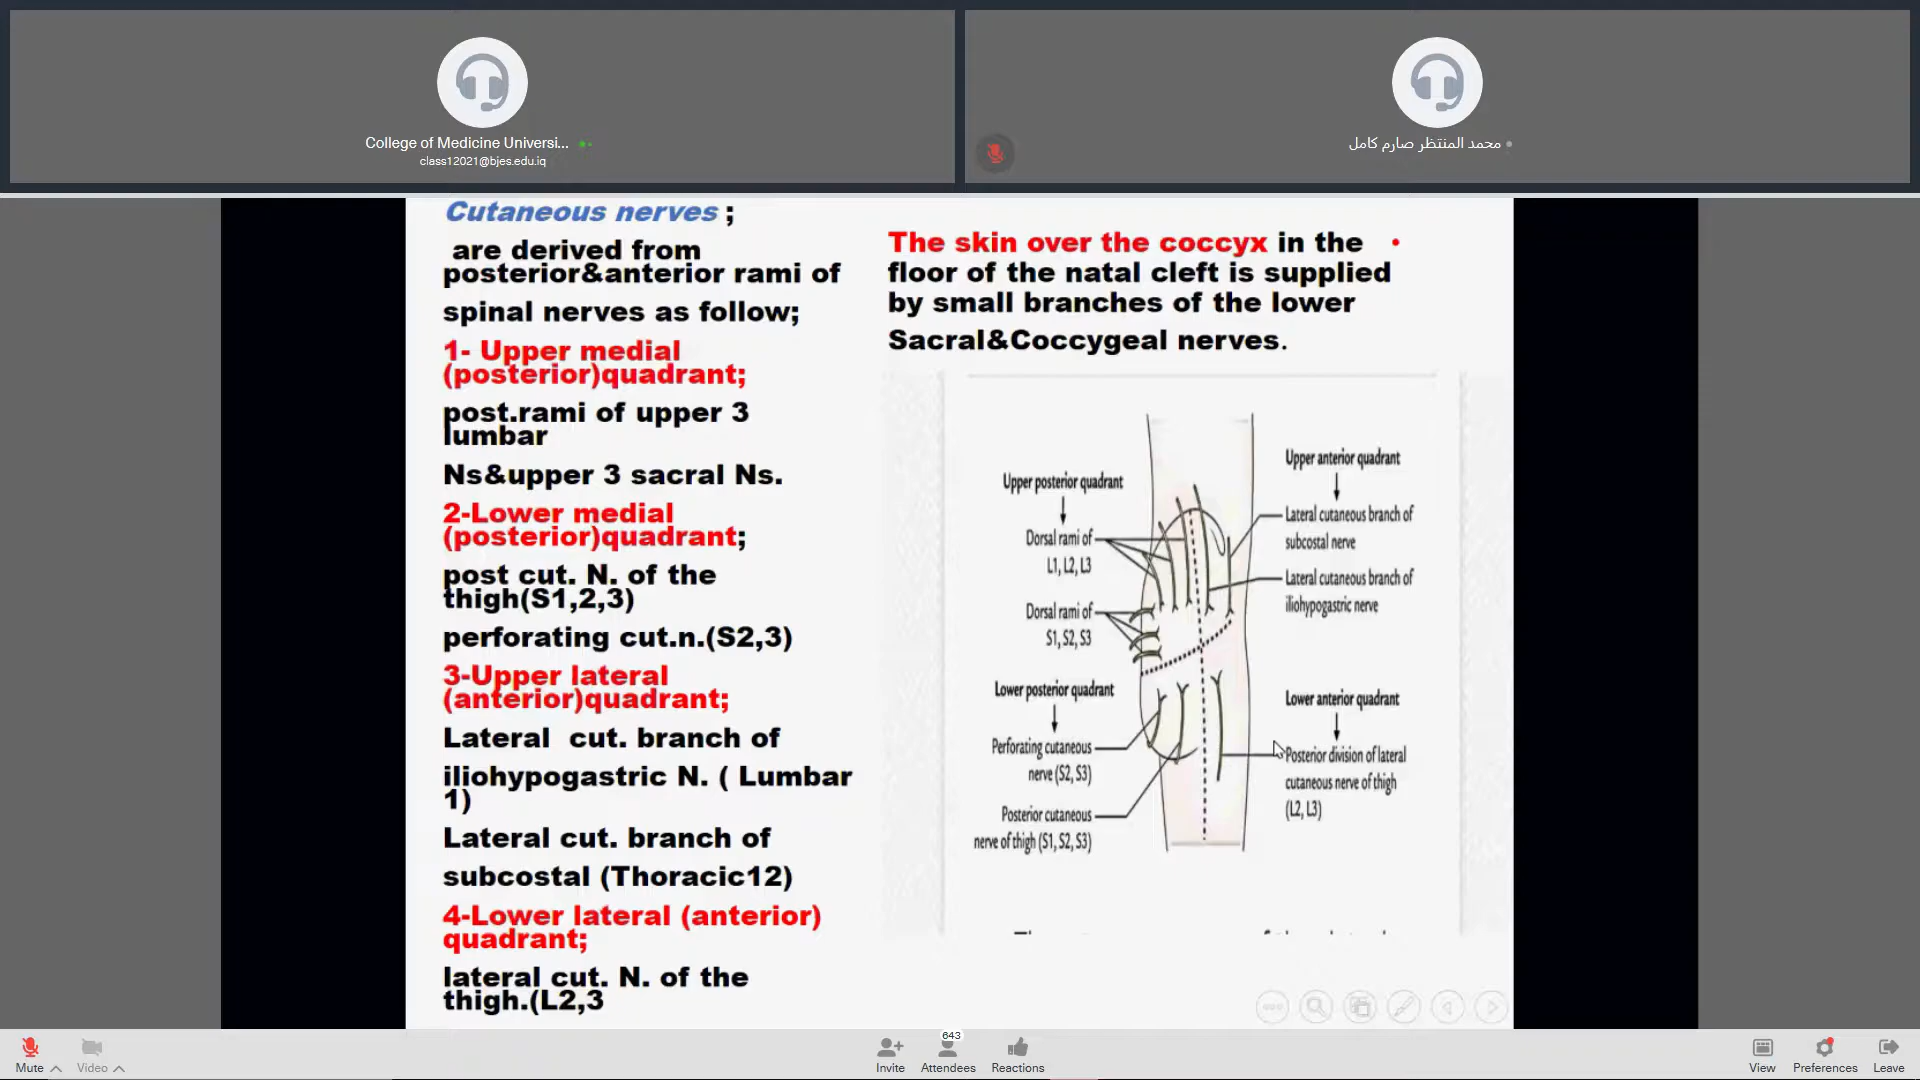 College of Medicine Universi...
class12021@bjes.edu.iq
محمد المنتظر صارم كامل
Cutaneous nerves ;
are derived from
posterior&anterior rami of
spinal nerves as follow;
1- Upper medial
(posterior)quadrant;
post.rami of upper 3
lumbar
Ns&upper 3 sacral Ns.
2-Lower medial
(posterior)quadrant;
post cut. N. of the
thigh(S1,2,3)
perforating cut.n.(S2,3)
3-Upper lateral
(anterior)quadrant;
Lateral cut. branch of
iliohypogastric N. ( Lumbar
1)
Lateral cut. branch of
subcostal (Thoracic12)
4-Lower lateral (anterior)
quadrant;
lateral cut. N. of the
thigh.(L2,3
The skin over the coccyx in the •
floor of the natal cleft is supplied
by small branches of the lower
Sacral&Coccygeal nerves.
Upper posterior quadrant
Dorsal rami of
L1, L2, L3
Dorsal rami of
S1, S2, S3
Lower posterior quadrant
Perforating cutaneous
nerve (S2, S3)
Posterior cutaneous
nerve of thigh (S1, S2, S3)
Upper anterior quadrant
Lateral cutaneous branch of
subcostal nerve
Lateral cutaneous branch of
iliohypogastric nerve
Lower anterior quadrant
Posterior division of lateral
cutaneous nerve of thigh
(L2, L3)
Mute
Video
Invite
643
Attendees
Reactions
View
Preferences
Leave